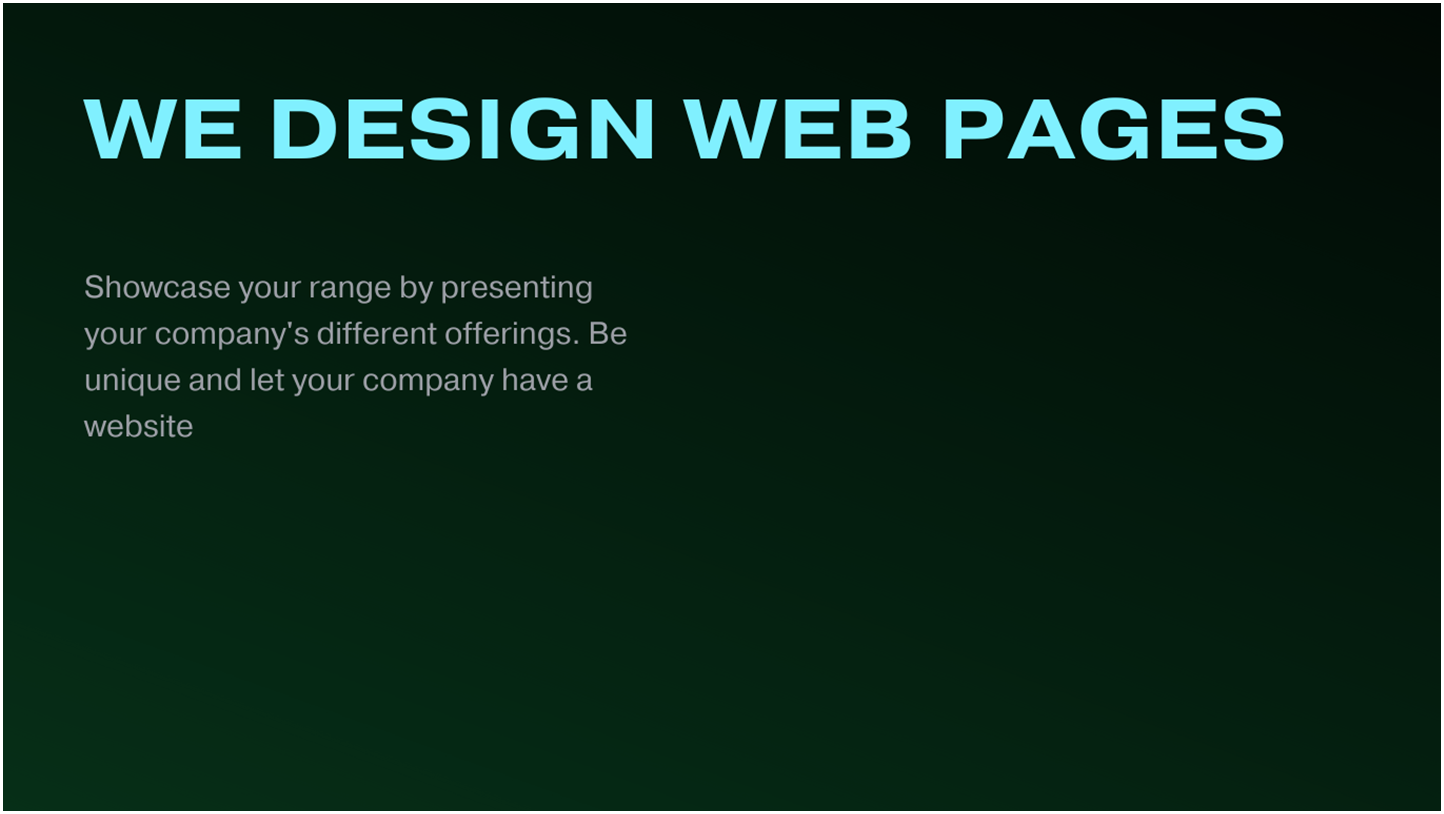 WE DESIGN WEB PAGES
Showcase your range by presenting
your company's different offerings. Be
unique and let your company have a
website